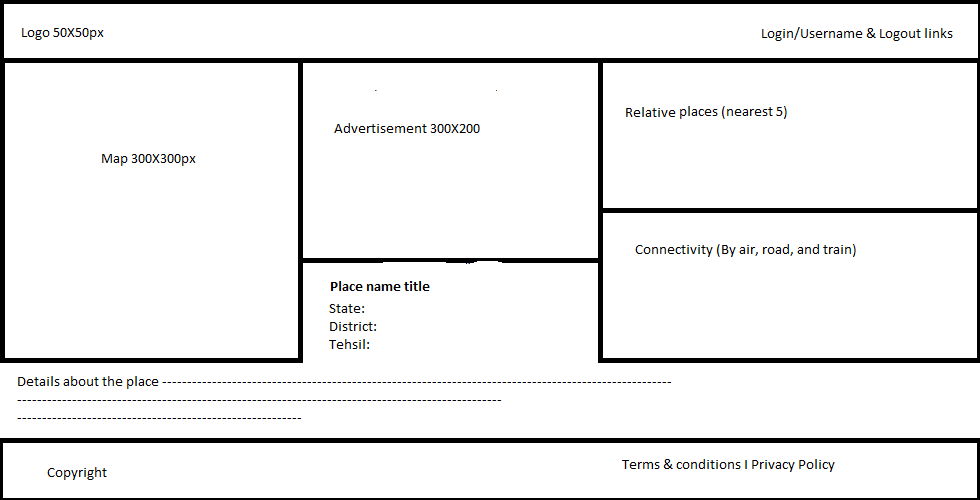 Logo 50X50px
Login/Username & Logout links
Map 300X300px
Advertisement 300X200
Relative places (nearest 5)
Connectivity (By air, road, and train)
Place name title
State:
District:
Tehsil:
Details about the place ------------------------------------------------------------------------------------------------------
-------------------------------------------------------------------------------------------------
---------------------------------------------------------
Copyright
Terms & conditions I Privacy Policy